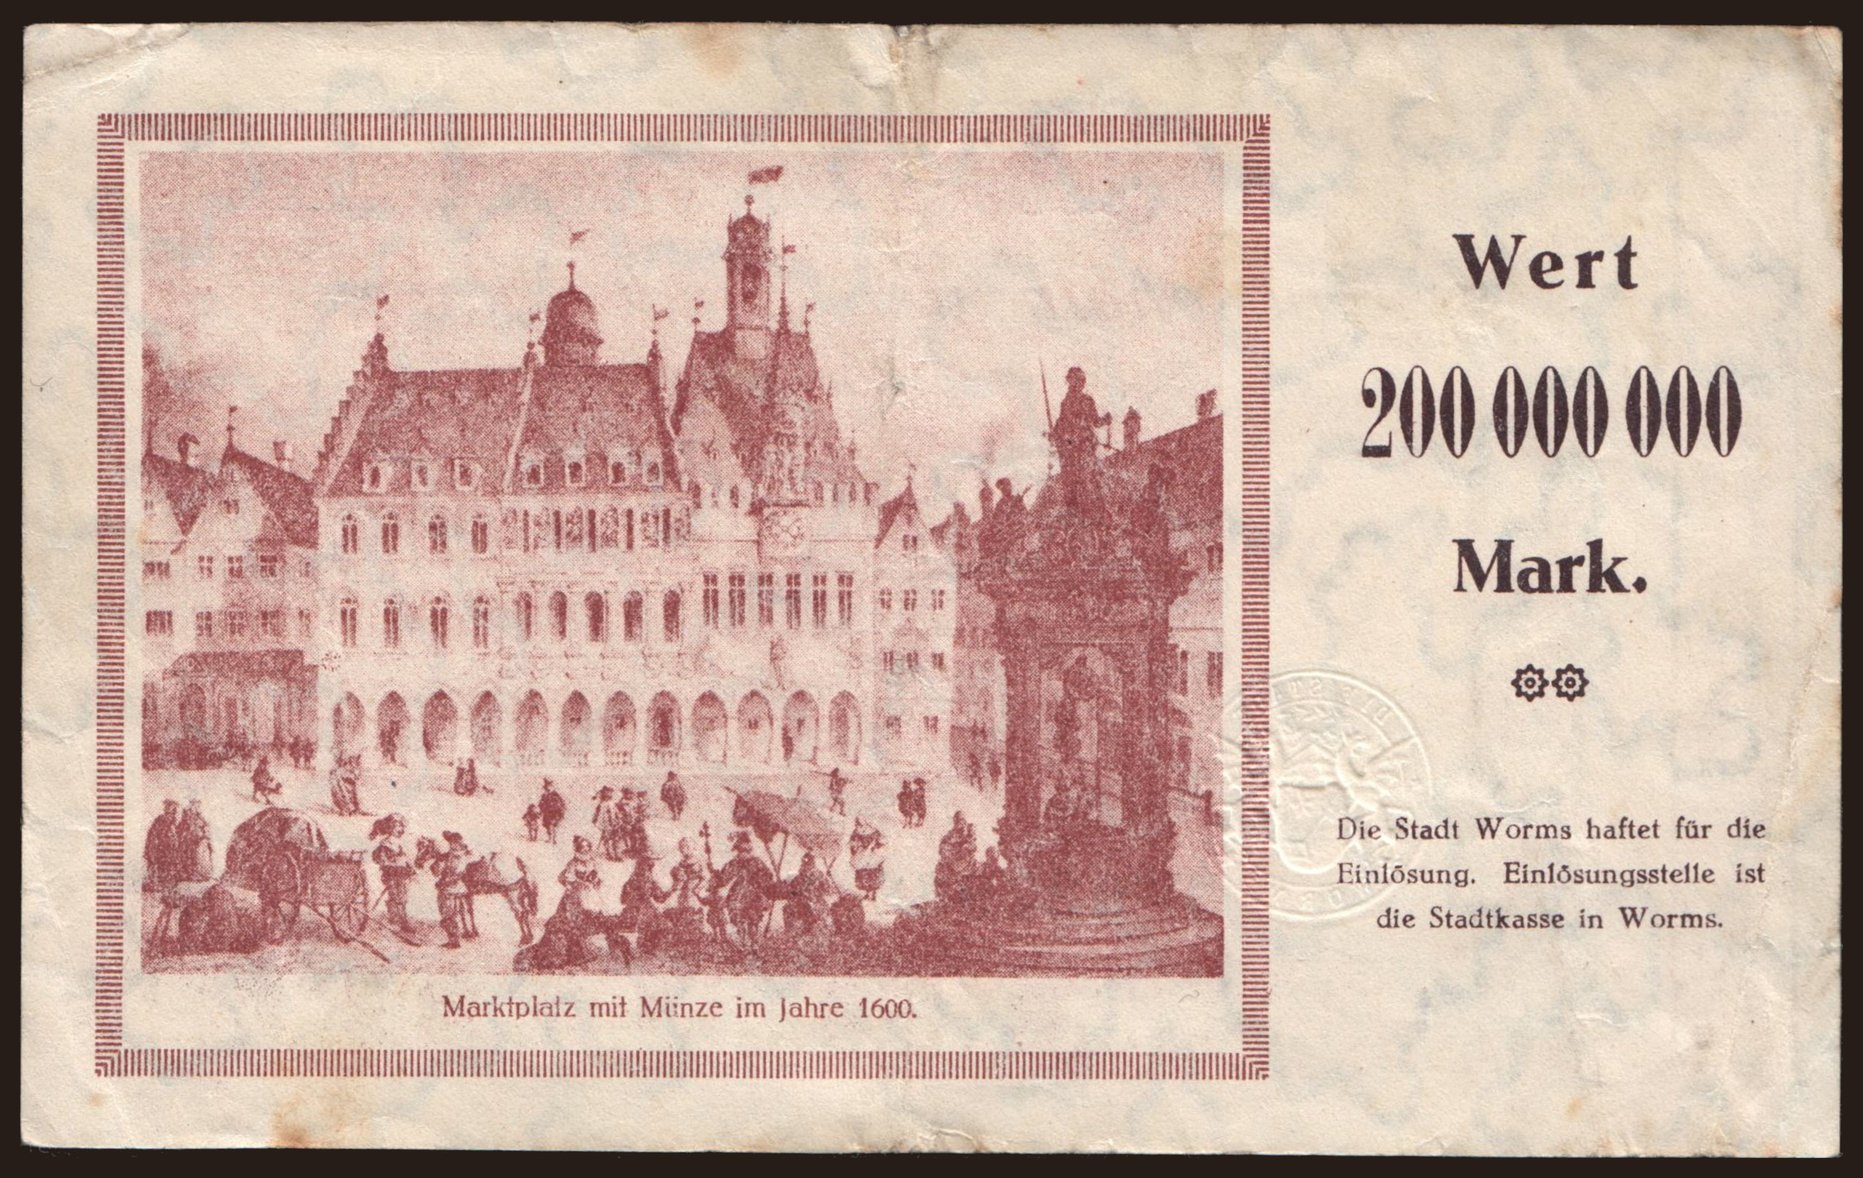 Wert
200 000 000
Mark.
Die Stadt Worms haftet für die
Einlösung. Einlösungsstelle ist
die Stadtkasse in Worms.
Marktplatz mit Münze im Jahre 1600.